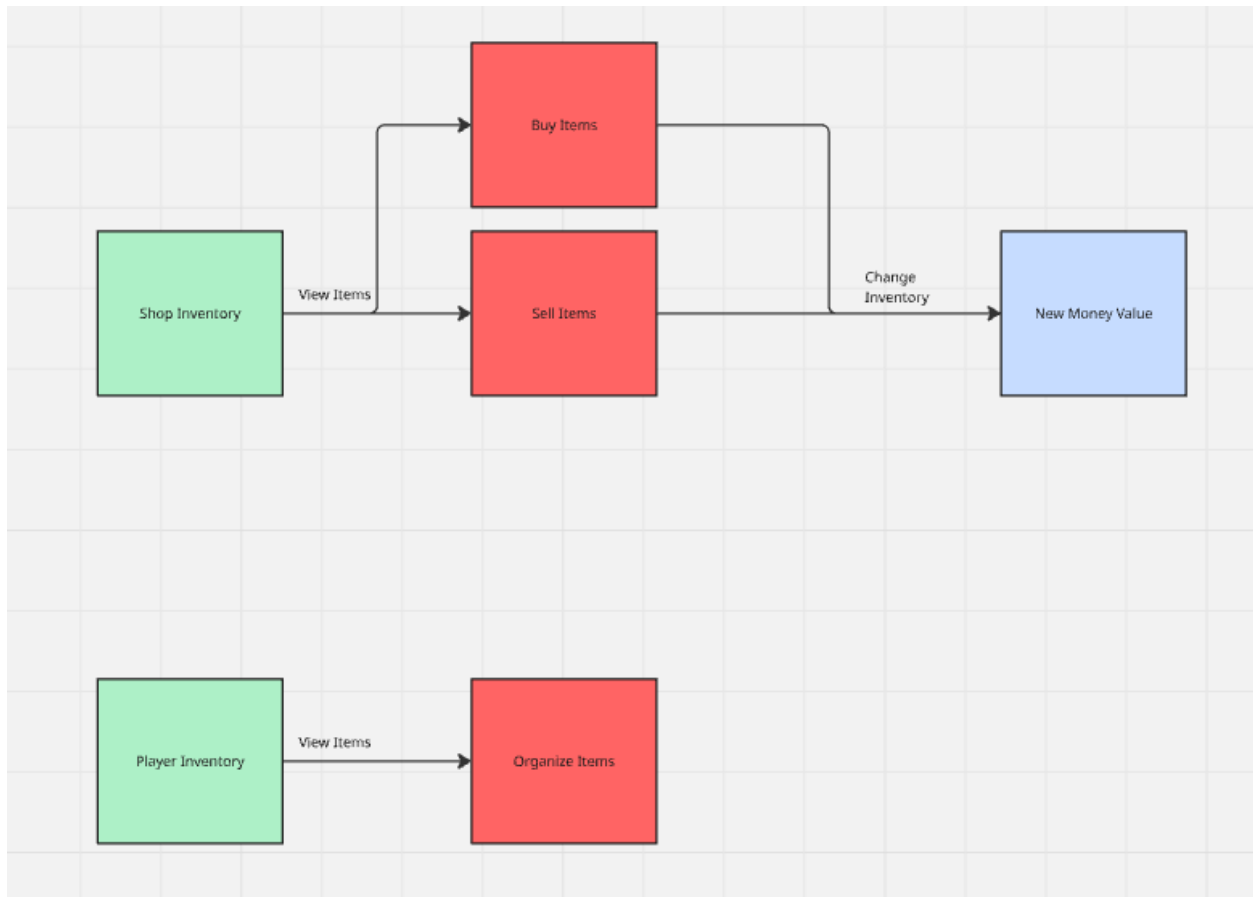 Buy Items
Shop Inventory
View Items
Sell Items
Change
Inventory
New Money Value
Player Inventory
View Items
Organize Items